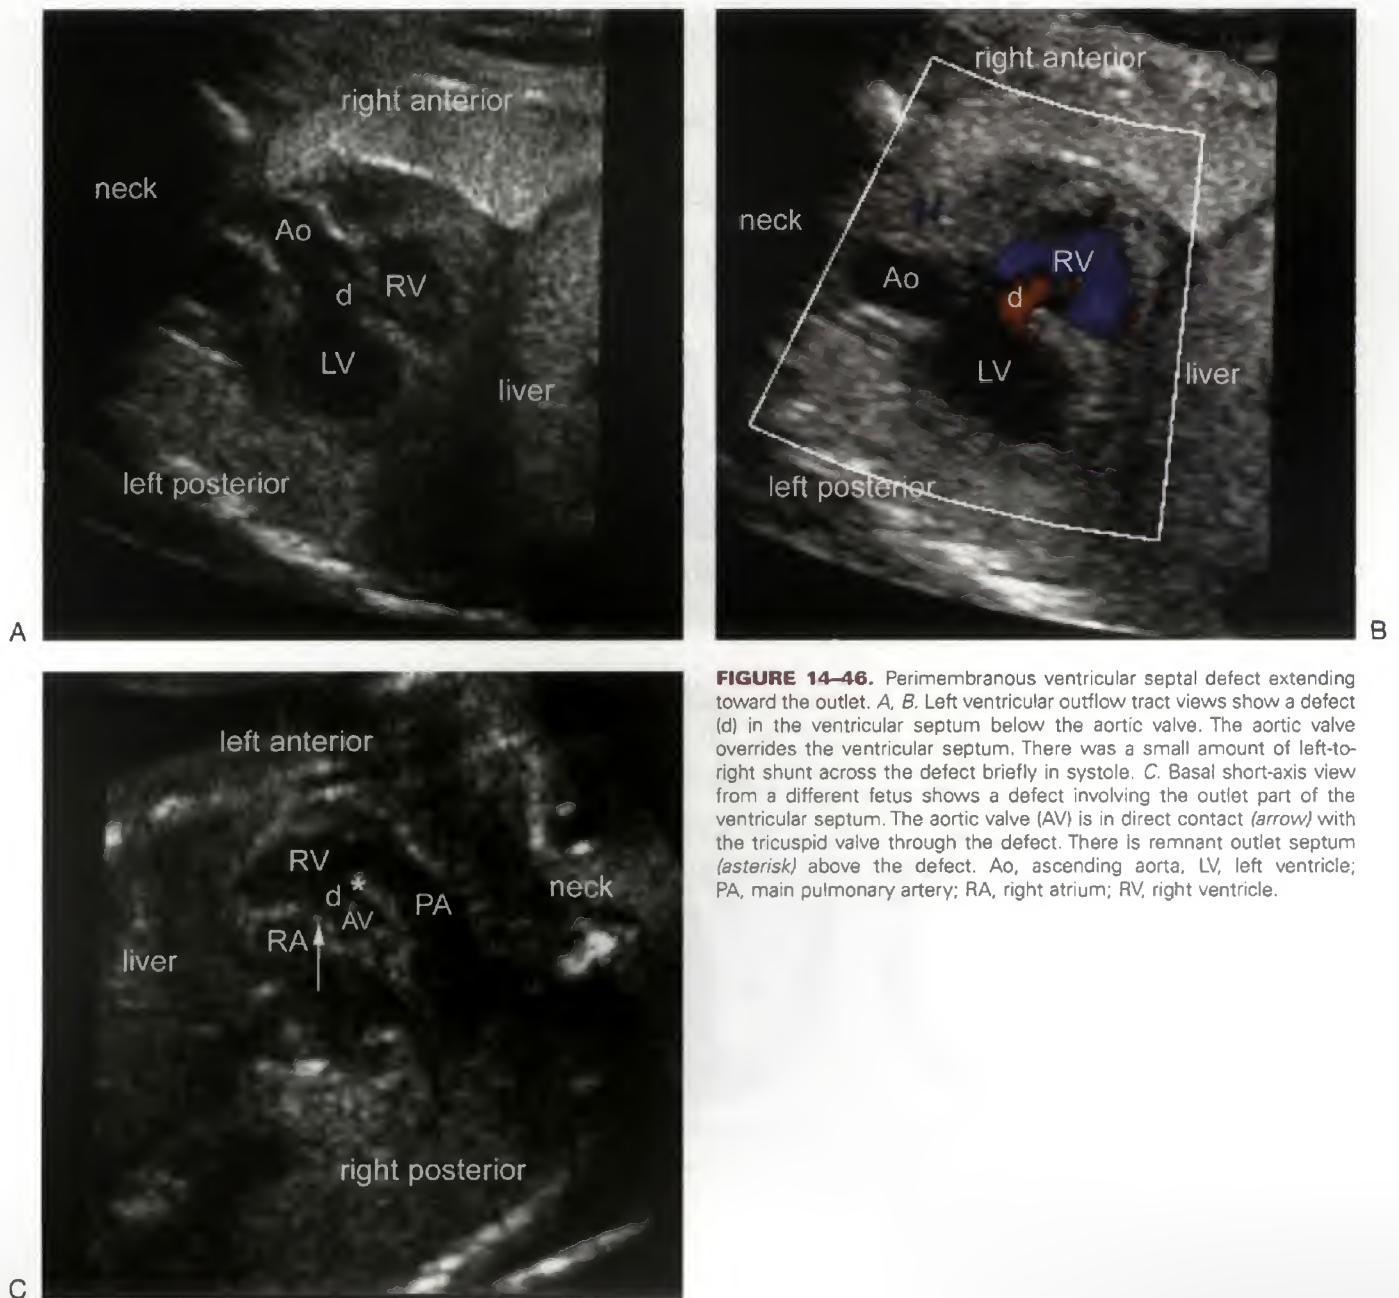 right anterior
neck
Ao
d
RV
LV
liver
left posterior
A
right anterior
neck
Ao
RV
d
LV
liver
left posterior
B
left anterior
RV
d
*
AV
PA
neck
RA
liver
right posterior
C
FIGURE 14–46. Perimembranous ventricular septal defect extending
toward the outlet. A, B. Left ventricular outflow tract views show a defect
(d) in the ventricular septum below the aortic valve. The aortic valve
overrides the ventricular septum. There was a small amount of left-to-
right shunt across the defect briefly in systole. C. Basal short-axis view
from a different fetus shows a defect involving the outlet part of the
ventricular septum. The aortic valve (AV) is in direct contact (arrow) with
the tricuspid valve through the defect. There is remnant outlet septum
(asterisk) above the defect. Ao, ascending aorta, LV, left ventricle;
PA, main pulmonary artery; RA, right atrium; RV, right ventricle.